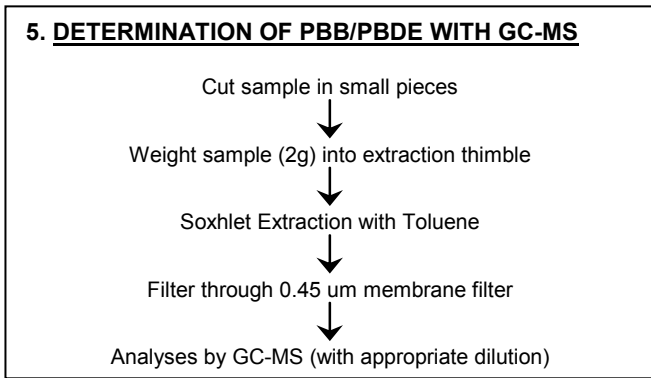 5. DETERMINATION OF PBB/PBDE WITH GC-MS
Cut sample in small pieces
Weight sample (2g) into extraction thimble
Soxhlet Extraction with Toluene
Filter through 0.45 um membrane filter
Analyses by GC-MS (with appropriate dilution)